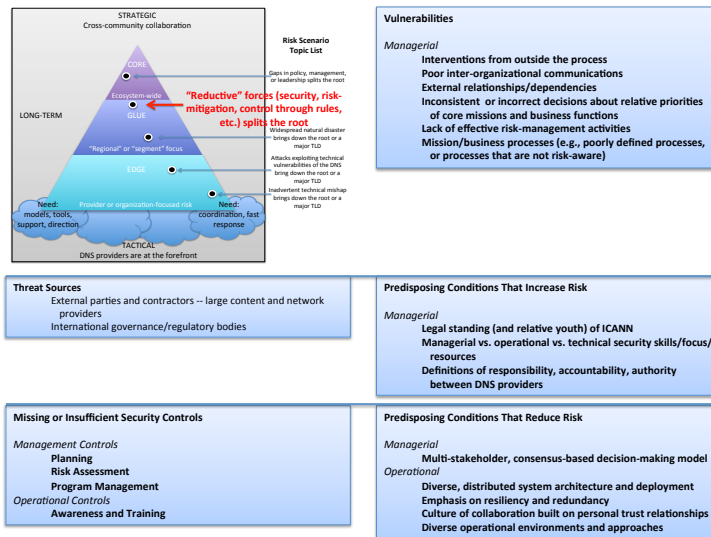 STRATEGIC
Cross-community collaboration
Risk Scenario
Topic List
CORE
Gaps in policy, management,
or leadership splits the root
Ecosystem-wide
“Reductive” forces (security, risk-
mitigation, control through rules,
etc.) splits the root
LONG-TERM
GLUE
Widespread natural disaster
brings down the root or a
major TLD
“Regional” or “segment” focus
Attacks exploiting technical
vulnerabilities of the DNS
bring down the root or a
major TLD
EDGE
Inadvertent technical mishap
brings down the root or a
major TLD
Provider or organization-focused risk
Need:
models, tools,
support, direction
Need:
coordination, fast
response
TACTICAL
DNS providers are at the forefront
Vulnerabilities
Managerial
Interventions from outside the process
Poor inter-organizational communications
External relationships/dependencies
Inconsistent or incorrect decisions about relative priorities
of core missions and business functions
Lack of effective risk-management activities
Mission/business processes (e.g., poorly defined processes,
or processes that are not risk-aware)
Threat Sources
External parties and contractors -- large content and network
providers
International governance/regulatory bodies
Predisposing Conditions That Increase Risk
Managerial
Legal standing (and relative youth) of ICANN
Managerial vs. operational vs. technical security skills/focus/
resources
Definitions of responsibility, accountability, authority
between DNS providers
Missing or Insufficient Security Controls
Management Controls
Planning
Risk Assessment
Program Management
Operational Controls
Awareness and Training
Predisposing Conditions That Reduce Risk
Managerial
Multi-stakeholder, consensus-based decision-making model
Operational
Diverse, distributed system architecture and deployment
Emphasis on resiliency and redundancy
Culture of collaboration built on personal trust relationships
Diverse operational environments and approaches